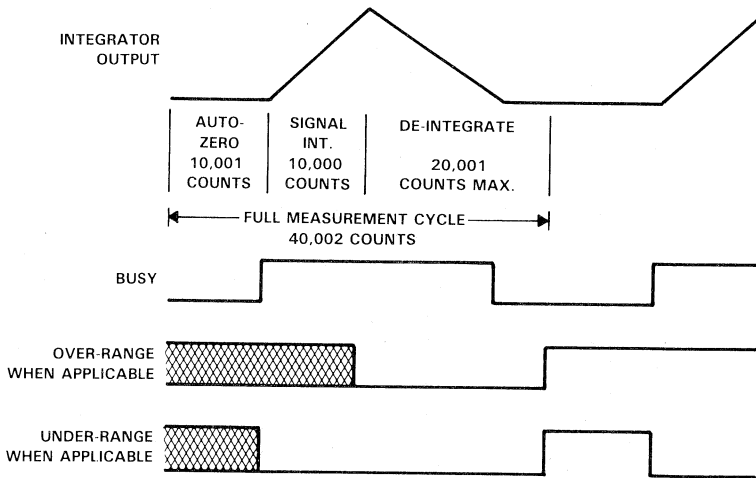 INTEGRATOR
OUTPUT
AUTO-
ZERO
10,001
COUNTS
SIGNAL
INT.
10,000
COUNTS
DE-INTEGRATE
20,001
COUNTS MAX.
FULL MEASUREMENT CYCLE
40,002 COUNTS
BUSY
OVER-RANGE
WHEN APPLICABLE
UNDER-RANGE
WHEN APPLICABLE